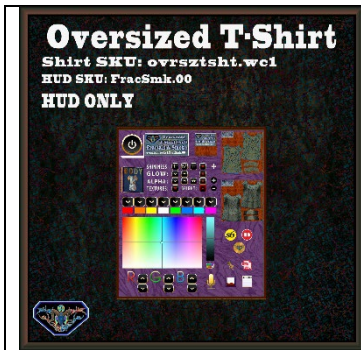 Oversized T-Shirt
Shirt SKU: ovrsztsht.wc1
HUD SKU: FracSmk.00
HUD ONLY
SHININESS:
GLOW:
ALPHA:
TEXTURES:
R G B